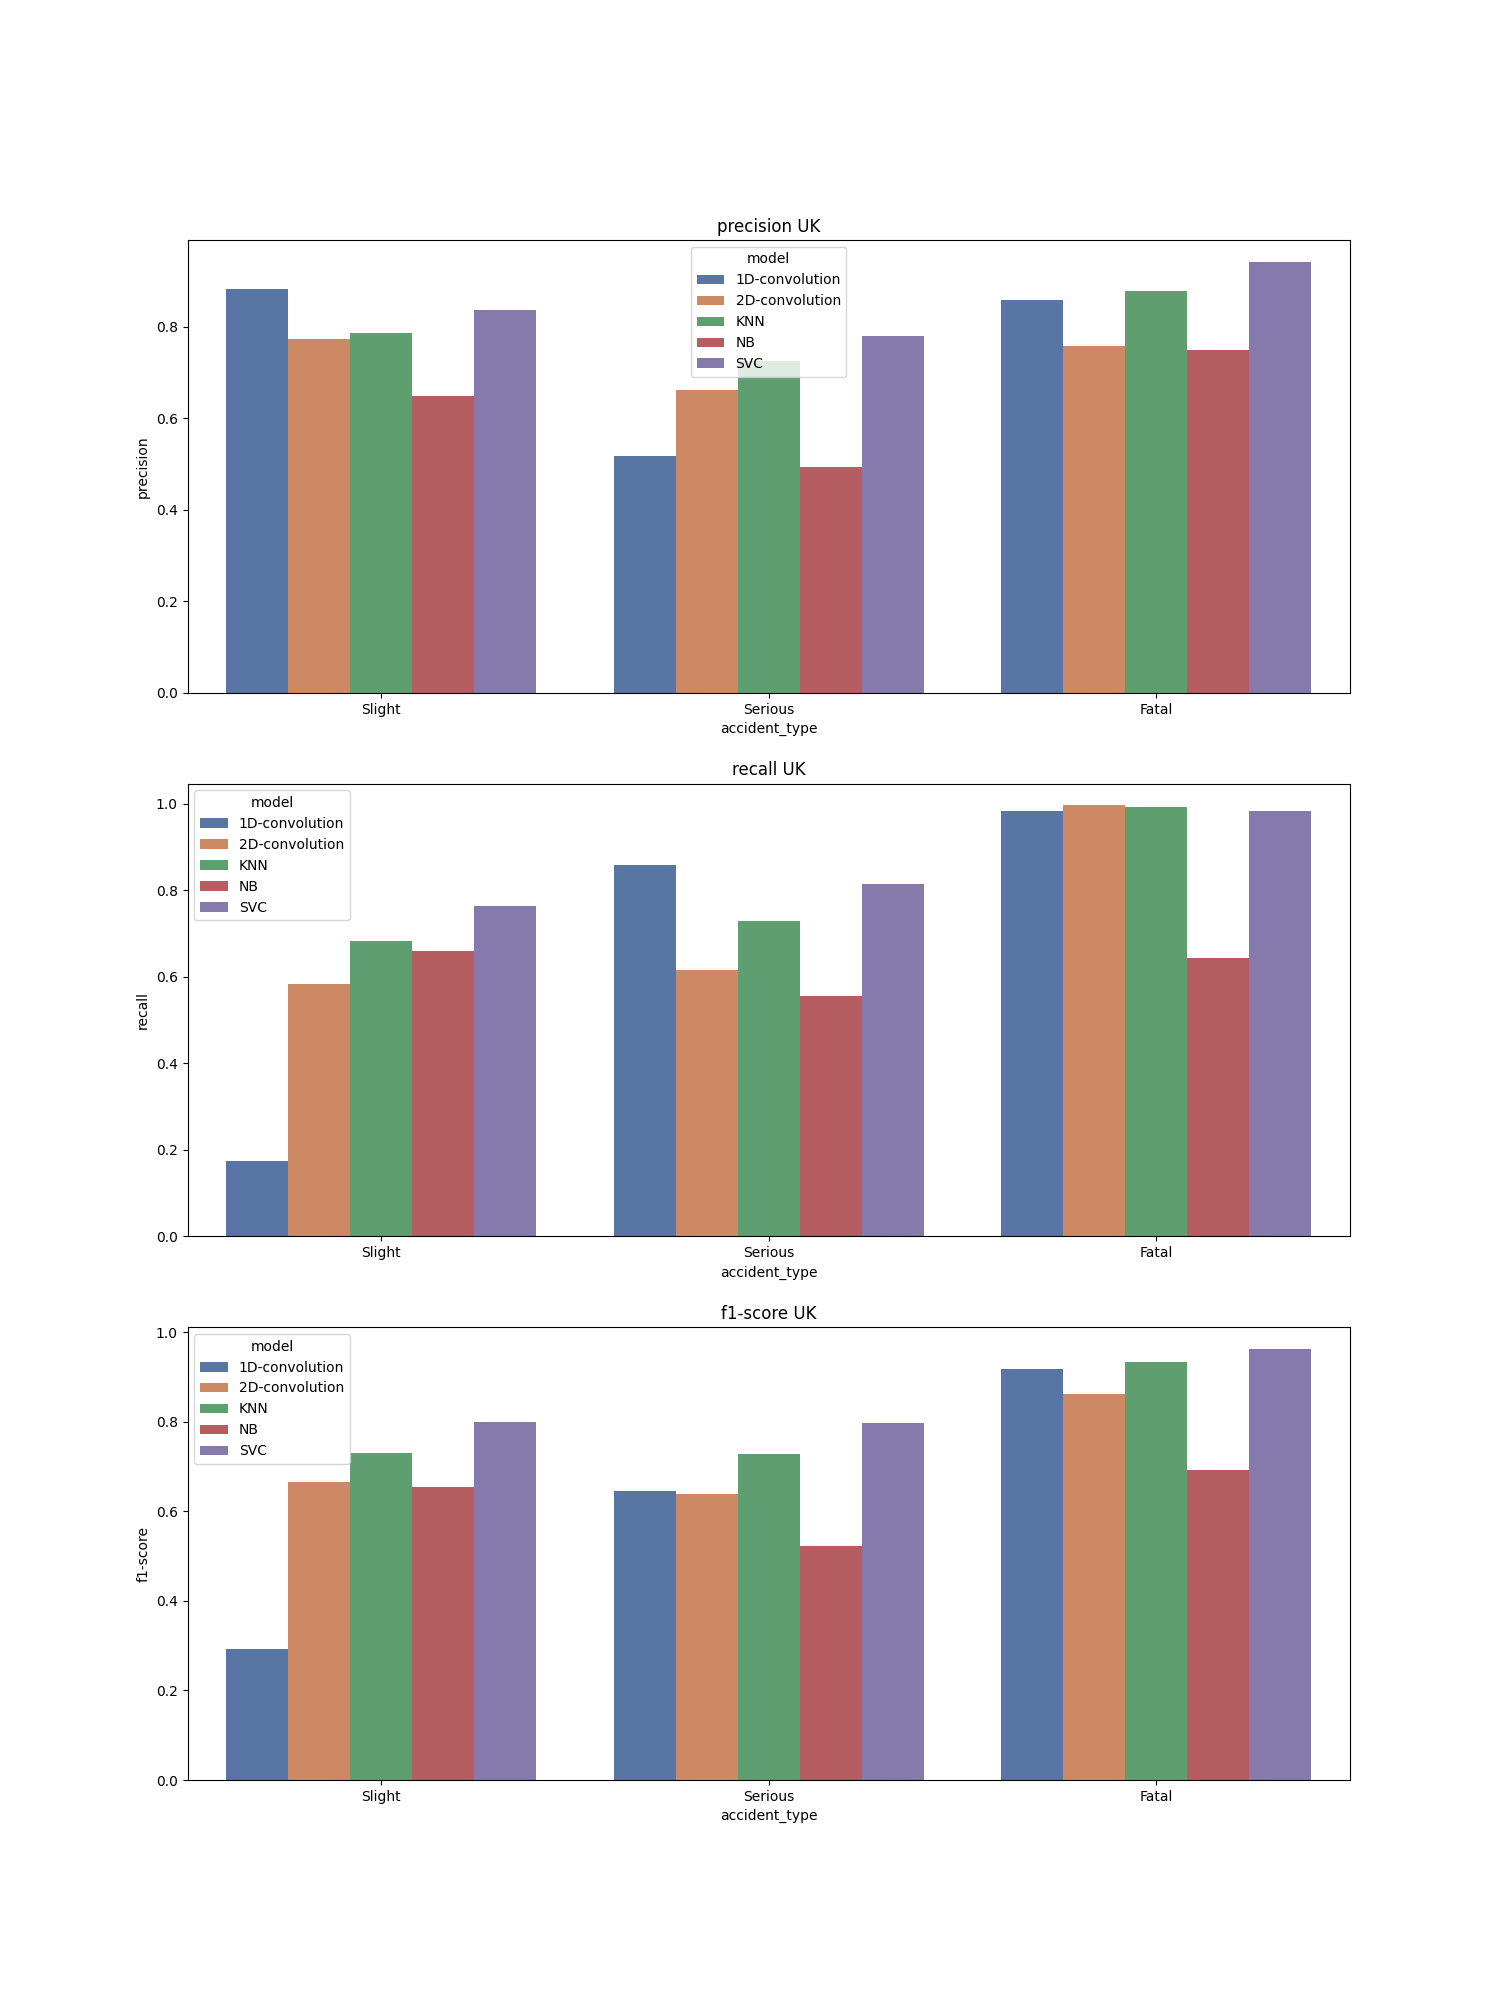 precision UK
model
1D-convolution
2D-convolution
KNN
NB
SVC
0.8
0.6
0.4
0.2
0.0
precision
Slight
Serious
Fatal
accident_type
recall UK
model
1D-convolution
2D-convolution
KNN
NB
SVC
1.0
0.8
0.6
0.4
0.2
0.0
recall
Slight
Serious
Fatal
accident_type
f1-score UK
model
1D-convolution
2D-convolution
KNN
NB
SVC
1.0
0.8
0.6
0.4
0.2
0.0
f1-score
Slight
Serious
Fatal
accident_type